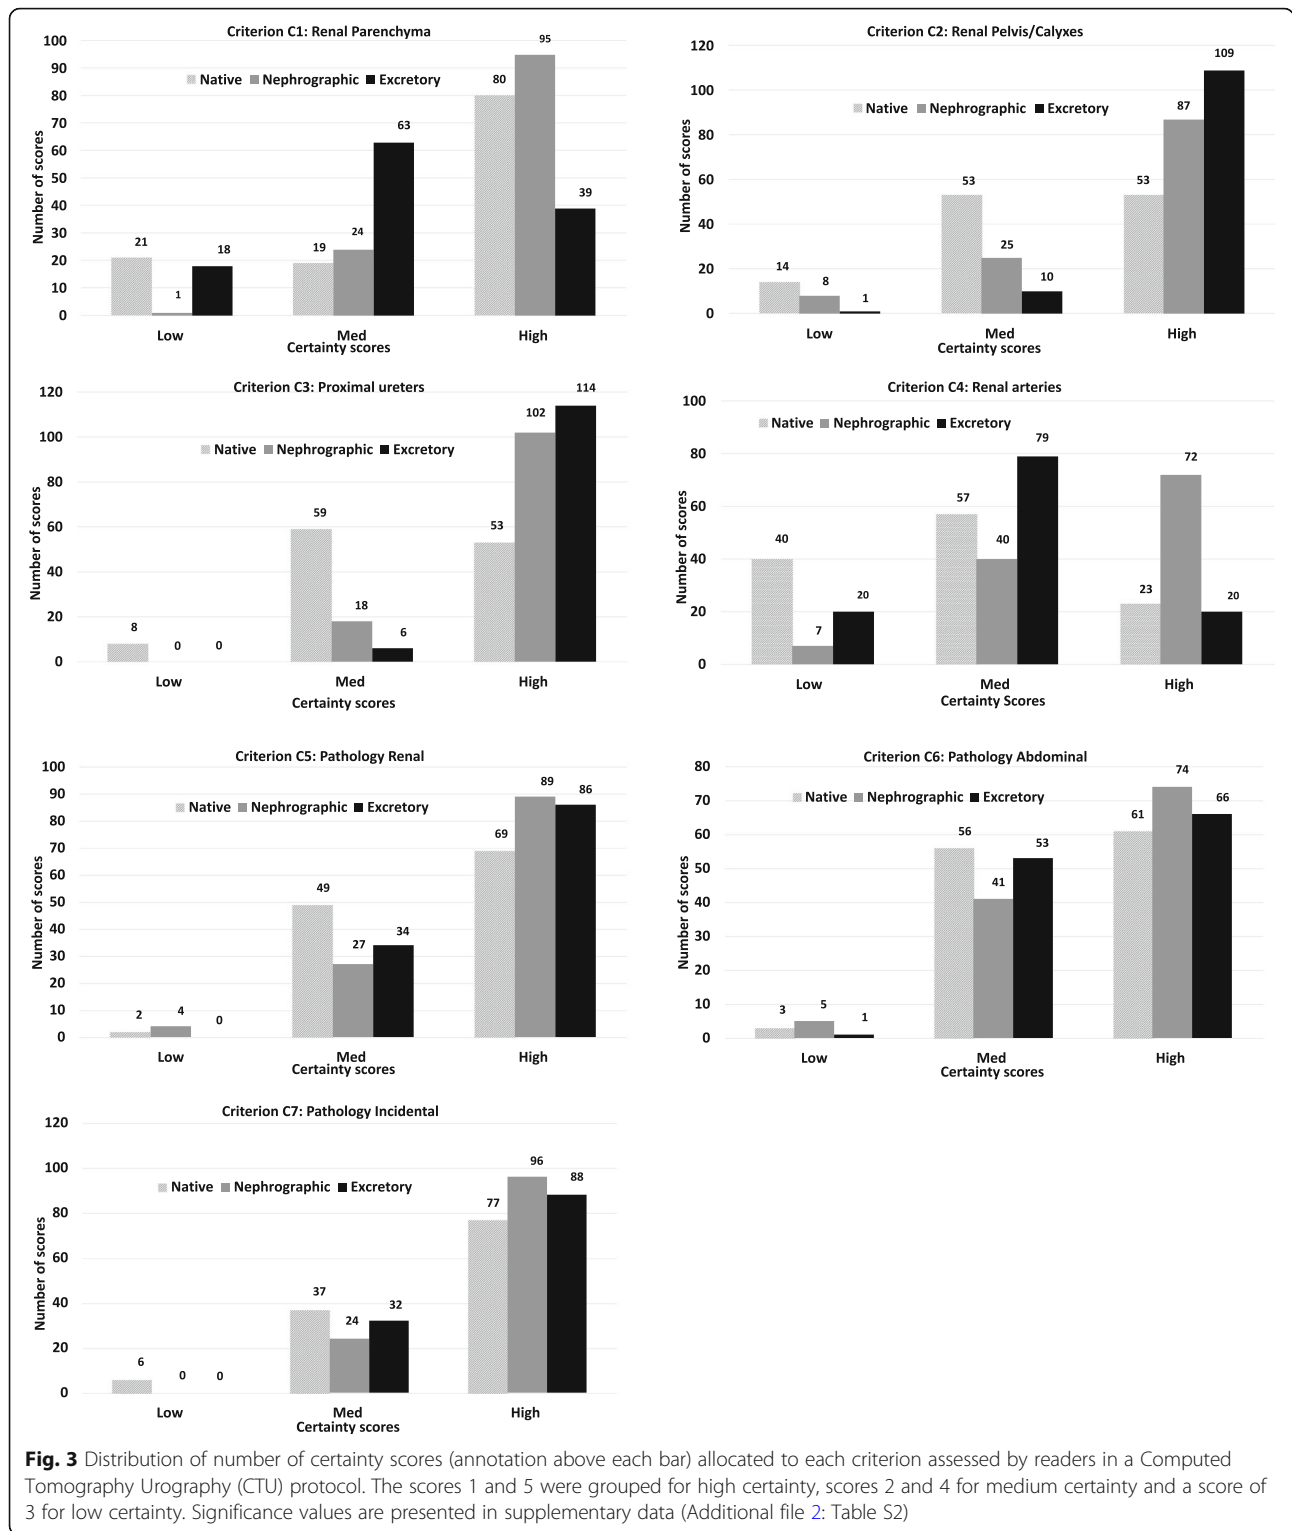 Criterion C1: Renal Parenchyma
Native Nephrographic Excretory
Number of scores
100
90
80
70
60
50
40
30
20
10
0
21 1 18
19 24 63
80 95 39
Low Med High
Certainty scores
Criterion C2: Renal Pelvis/Calyxes
Native Nephrographic Excretory
Number of scores
120
100
80
60
40
20
0
14 8 1
53 25 10
53 87 109
Low Med High
Certainty scores
Criterion C3: Proximal ureters
Native Nephrographic Excretory
Number of scores
120
100
80
60
40
20
0
8 0 0
59 18 6
53 102 114
Low Med High
Certainty scores
Criterion C4: Renal arteries
Native Nephrographic Excretory
Number of scores
100
80
60
40
20
0
40 7 20
57 40 79
23 72 20
Low Med High
Certainty Scores
Criterion C5: Pathology Renal
Native Nephrographic Excretory
Number of scores
100
90
80
70
60
50
40
30
20
10
0
2 4 0
49 27 34
69 89 86
Low Med High
Certainty scores
Criterion C6: Pathology Abdominal
Native Nephrographic Excretory
Number of scores
80
70
60
50
40
30
20
10
0
3 5 1
56 41 53
61 74 66
Low Med High
Certainty scores
Criterion C7: Pathology Incidental
Native Nephrographic Excretory
Number of scores
120
100
80
60
40
20
0
6 0 0
37 24 32
77 96 88
Low Med High
Certainty scores
Fig. 3 Distribution of number of certainty scores (annotation above each bar) allocated to each criterion assessed by readers in a Computed
Tomography Urography (CTU) protocol. The scores 1 and 5 were grouped for high certainty, scores 2 and 4 for medium certainty and a score of
3 for low certainty. Significance values are presented in supplementary data (Additional file 2: Table S2)